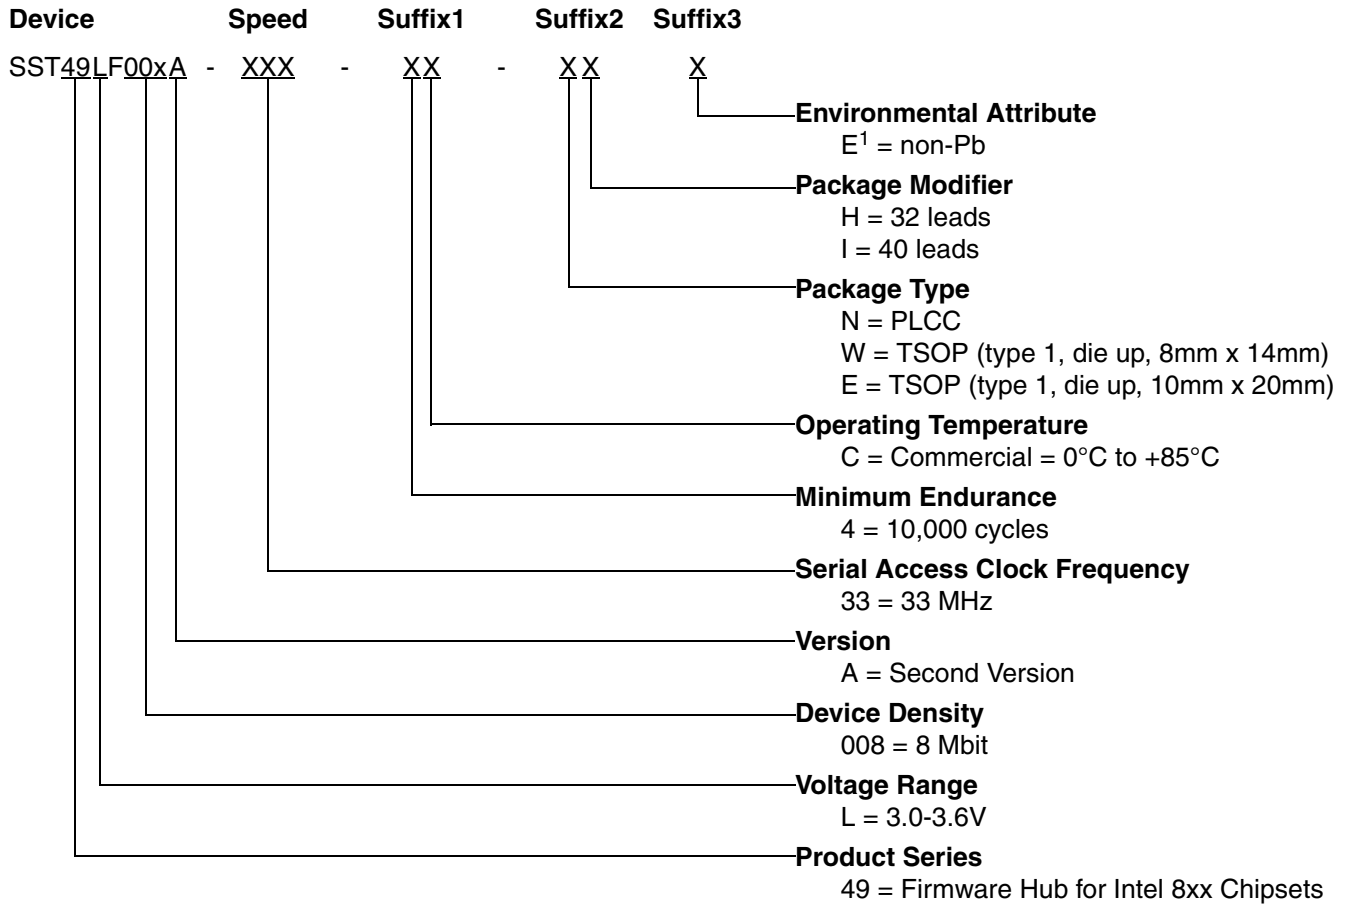 Device Speed Suffix1 Suffix2 Suffix3
SST49LF00xA - XXX - XX - XX X
Environmental Attribute
E1 = non-Pb
Package Modifier
H = 32 leads
I = 40 leads
Package Type
N = PLCC
W = TSOP (type 1, die up, 8mm x 14mm)
E = TSOP (type 1, die up, 10mm x 20mm)
Operating Temperature
C = Commercial = 0°C to +85°C
Minimum Endurance
4 = 10,000 cycles
Serial Access Clock Frequency
33 = 33 MHz
Version
A = Second Version
Device Density
008 = 8 Mbit
Voltage Range
L = 3.0-3.6V
Product Series
49 = Firmware Hub for Intel 8xx Chipsets